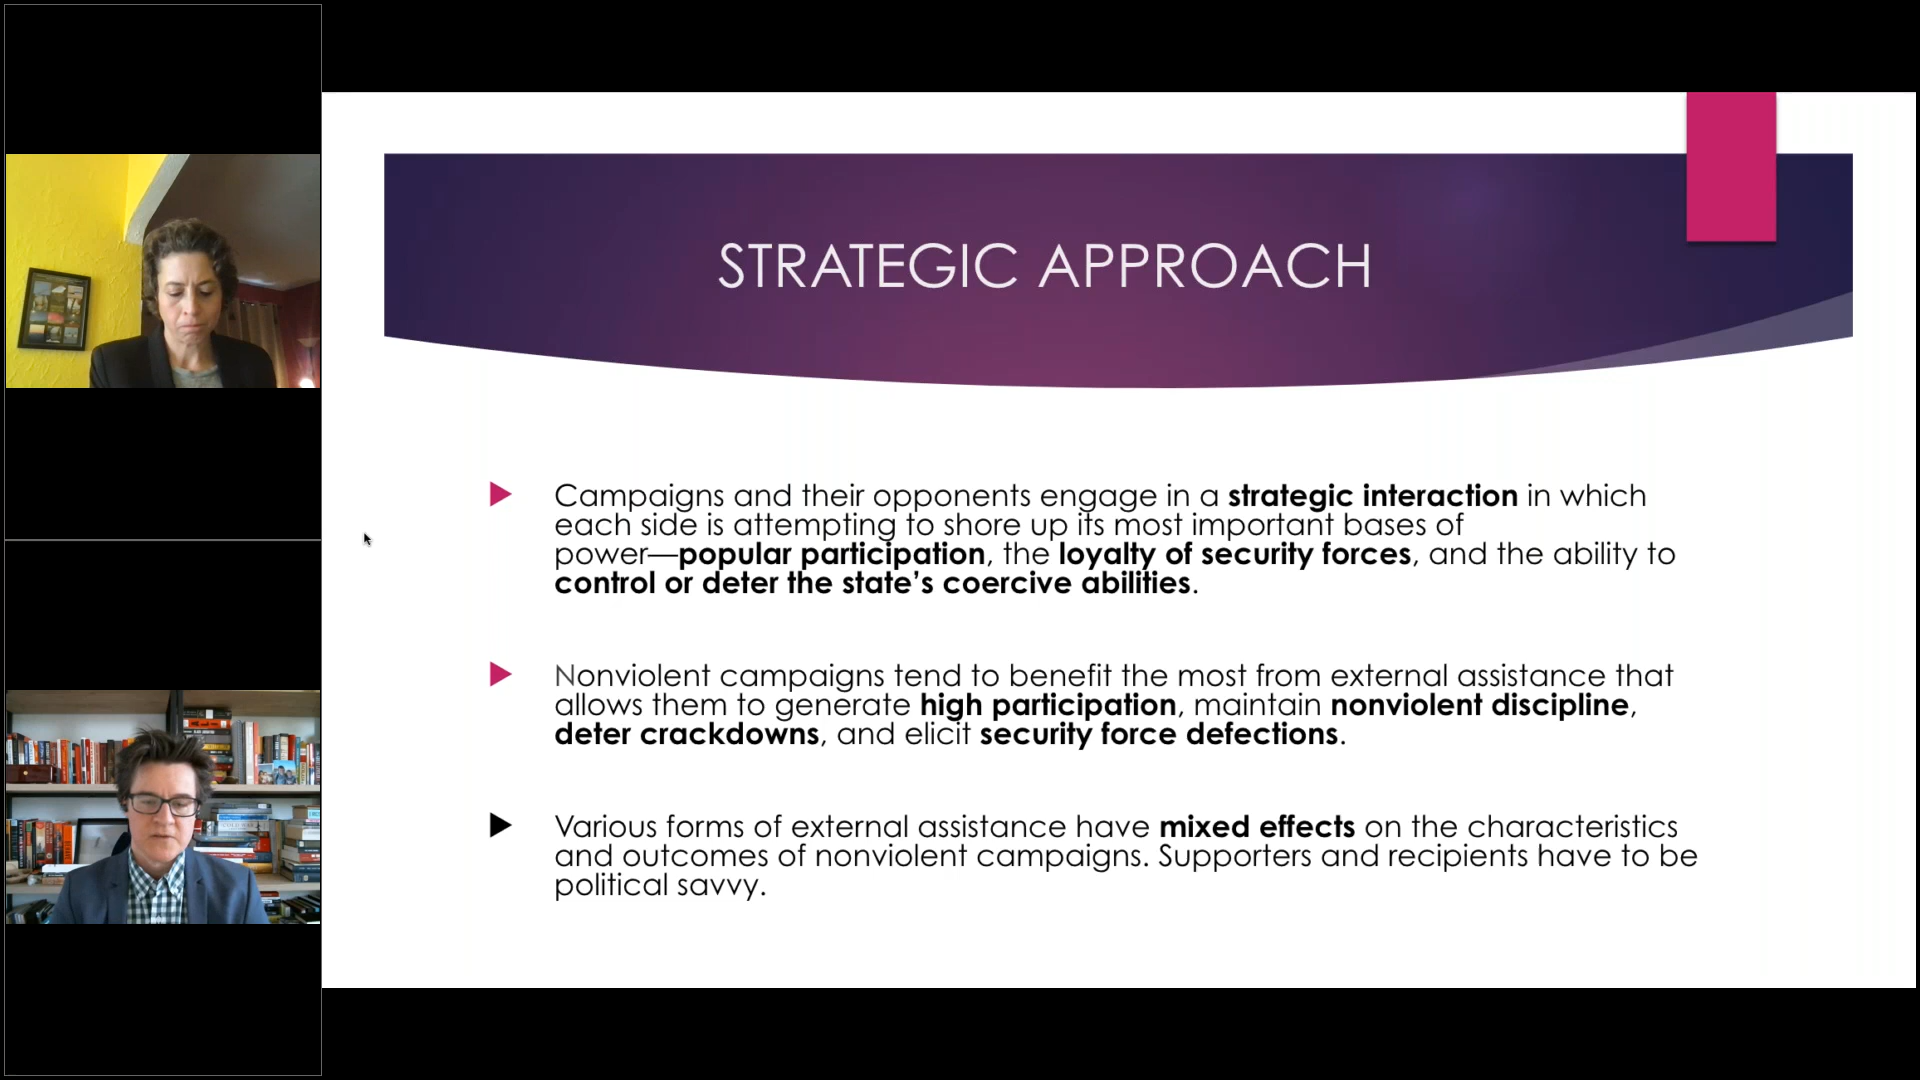 STRATEGIC APPROACH
Campaigns and their opponents engage in a strategic interaction in which
each side is attempting to shore up its most important bases of
power—popular participation, the loyalty of security forces, and the ability to
control or deter the state’s coercive abilities.
Nonviolent campaigns tend to benefit the most from external assistance that
allows them to generate high participation, maintain nonviolent discipline,
deter crackdowns, and elicit security force defections.
Various forms of external assistance have mixed effects on the characteristics
and outcomes of nonviolent campaigns. Supporters and recipients have to be
political savvy.